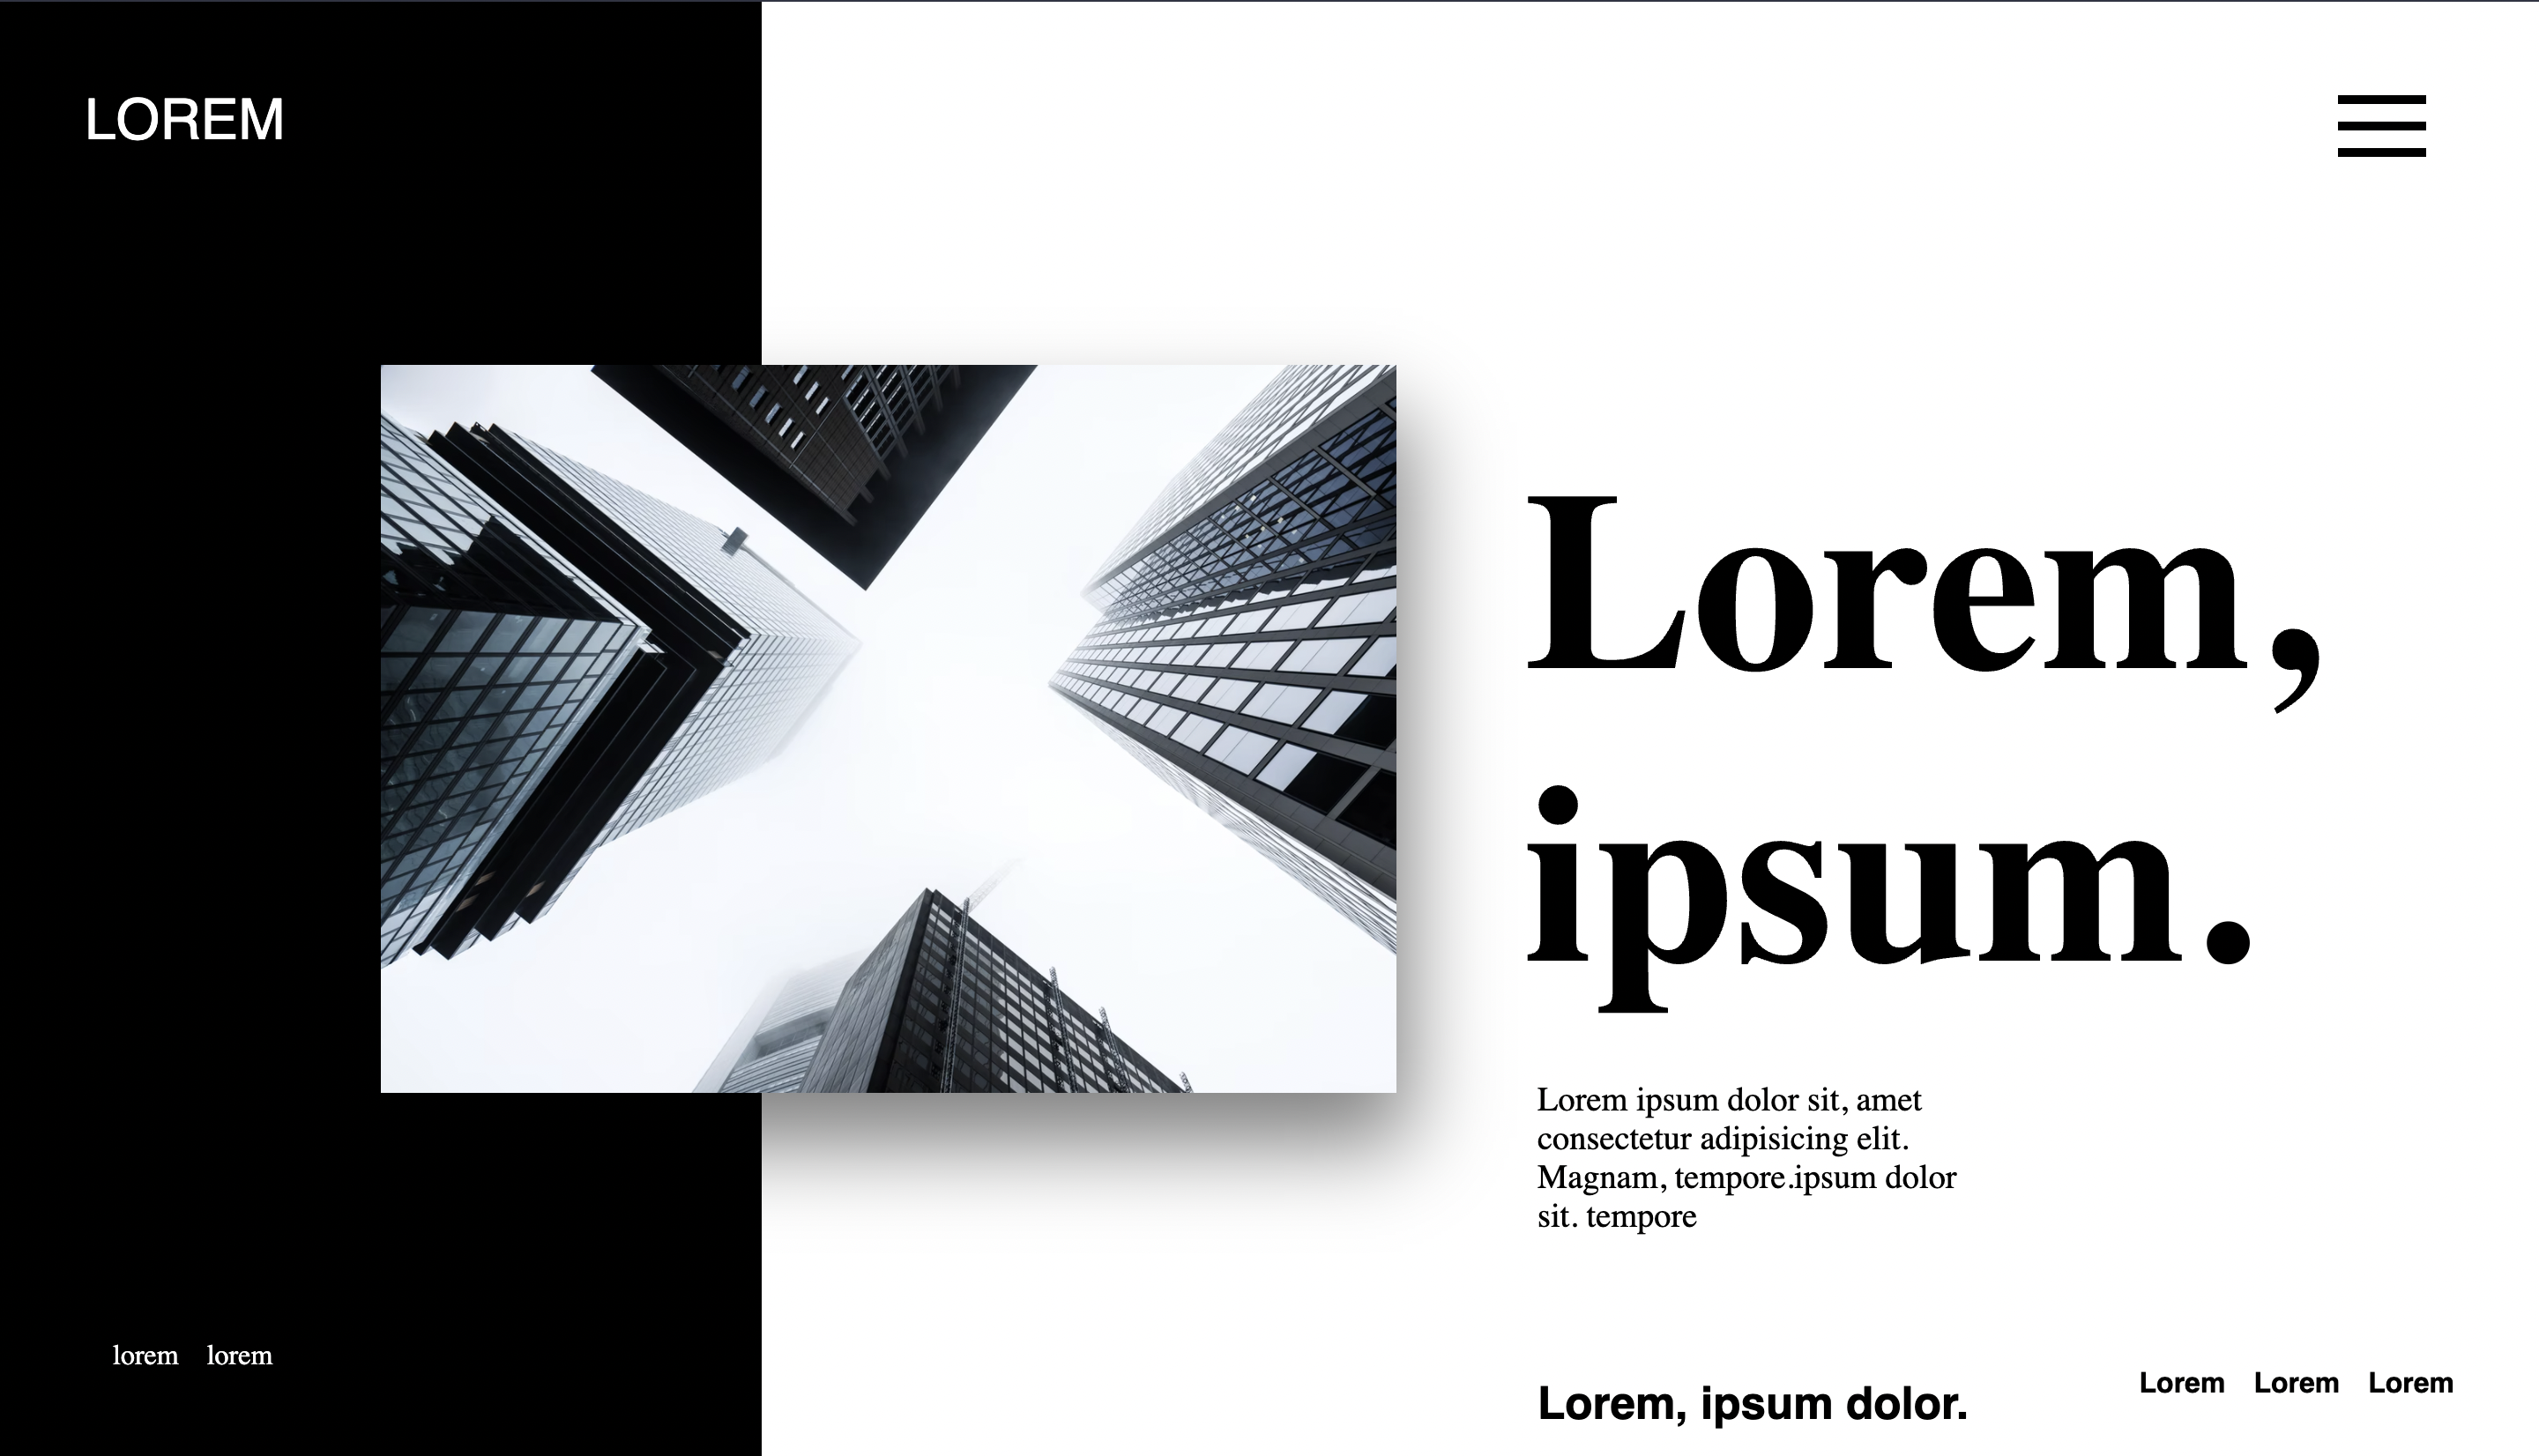 LOREM
Lorem,
ipsum.
Lorem ipsum dolor sit, amet
consectetur adipisicing elit.
Magnam, tempore.ipsum dolor
sit. tempore
lorem lorem
Lorem, ipsum dolor.
Lorem Lorem Lorem